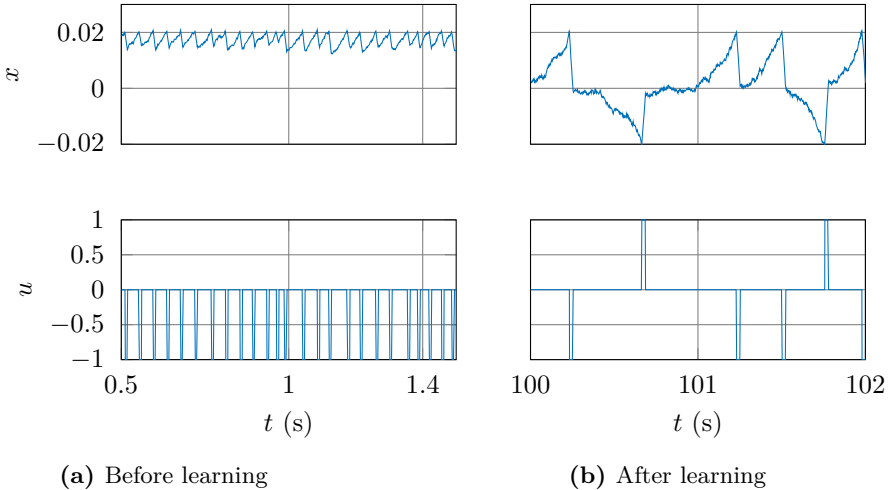 0.02
0
−0.02
x
1
0.5
0
−0.5
−1
u
0.5 1 1.4
t (s)
100 101 102
t (s)
(a) Before learning
(b) After learning